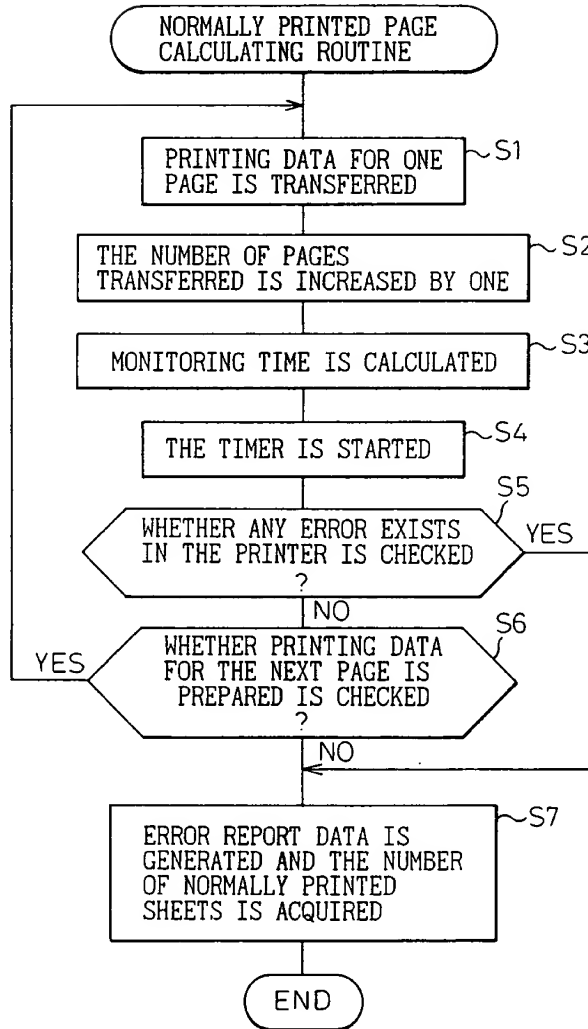 NORMALLY PRINTED PAGE
CALCULATING ROUTINE
S1
PRINTING DATA FOR ONE
PAGE IS TRANSFERRED
S2
THE NUMBER OF PAGES
TRANSFERRED IS INCREASED BY ONE
S3
MONITORING TIME IS CALCULATED
S4
THE TIMER IS STARTED
S5
WHETHER ANY ERROR EXISTS
IN THE PRINTER IS CHECKED
?
YES
NO
S6
WHETHER PRINTING DATA
FOR THE NEXT PAGE IS
PREPARED IS CHECKED
?
YES
NO
S7
ERROR REPORT DATA IS
GENERATED AND THE NUMBER
OF NORMALLY PRINTED
SHEETS IS ACQUIRED
END